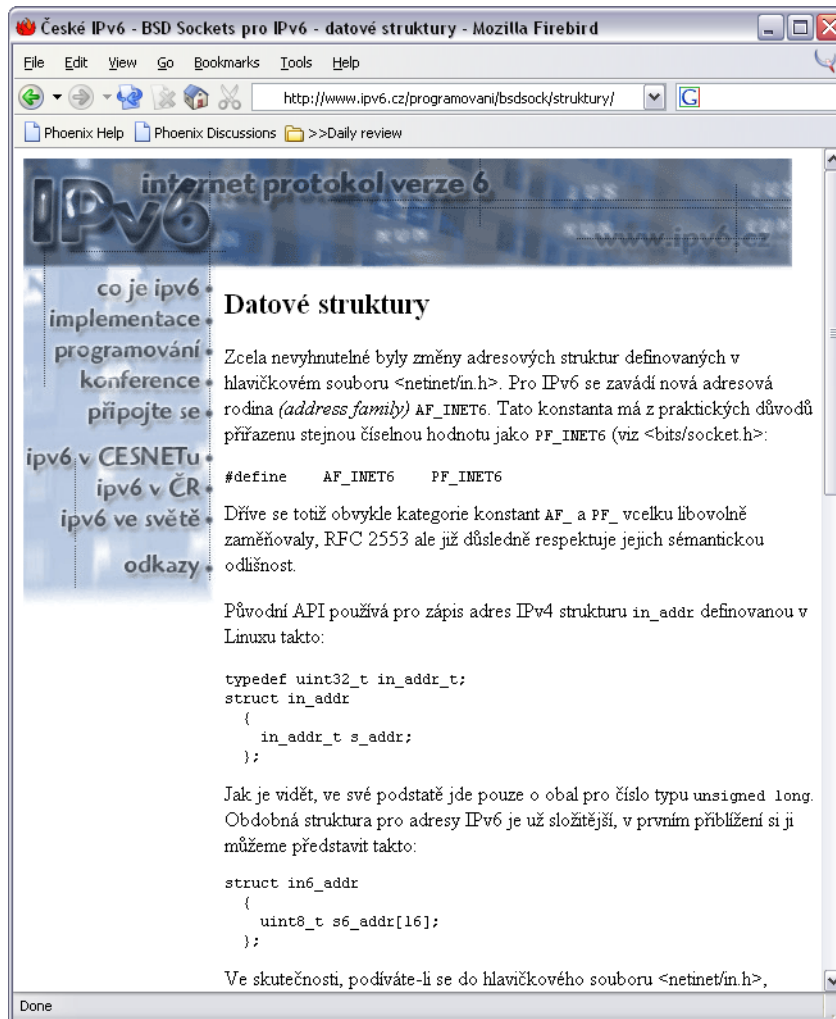 České IPv6 - BSD Sockets pro IPv6 - datové struktury - Mozilla Firebird
File Edit View Go Bookmarks Tools Help
http://www.ipv6.cz/programovani/bsdsock/struktury/
G
Phoenix Help Phoenix Discussions >>Daily review
IPv6
internet protokol verze 6
www.ipv6.cz
co je ipv6
implementace
programování
konference
připojte se
ipv6 v CESNETu
ipv6 v ČR
ipv6 ve světě
odkazy
Datové struktury
Zcela nevyhnutelné byly změny adresových struktur definovaných v
hlavičkovém souboru <netinet/in.h>. Pro IPv6 se zavádí nová adresová
rodina (address family) AF_INET6. Tato konstanta má z praktických důvodů
přiřazenu stejnou číselnou hodnotu jako PF_INET6 (viz <bits/socket.h>:
#define    AF_INET6    PF_INET6
Dříve se totiž obvykle kategorie konstant AF_ a PF_ vcelku libovolně
zaměňovaly, RFC 2553 ale již důsledně respektuje jejich sémantickou
odlišnost.
Původní API používá pro zápis adres IPv4 strukturu in_addr definovanou v
Linuxu takto:
typedef uint32_t in_addr_t;
struct in_addr
  {
    in_addr_t s_addr;
  };
Jak je vidět, ve své podstatě jde pouze o obal pro číslo typu unsigned long.
Obdobná struktura pro adresy IPv6 je už složitější, v prvním přiblížení si ji
můžeme představit takto:
struct in6_addr
  {
    uint8_t s6_addr[16];
  };
Ve skutečnosti, podíváte-li se do hlavičkového souboru <netinet/in.h>,
Done